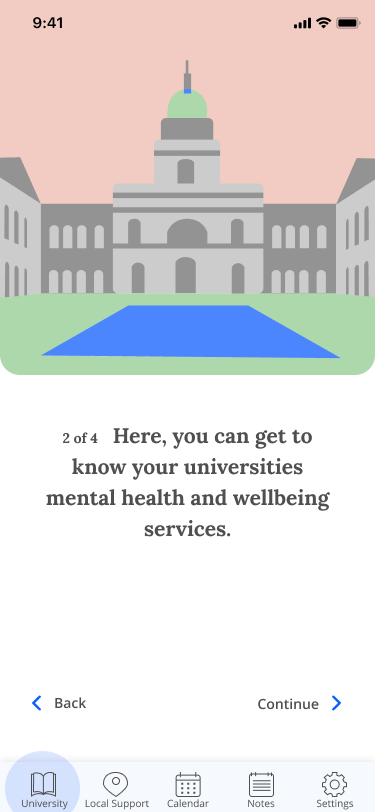 9:41
2 of 4 Here, you can get to
know your universities
mental health and wellbeing
services.
Back
Continue
University
Local Support
Calendar
Notes
Settings